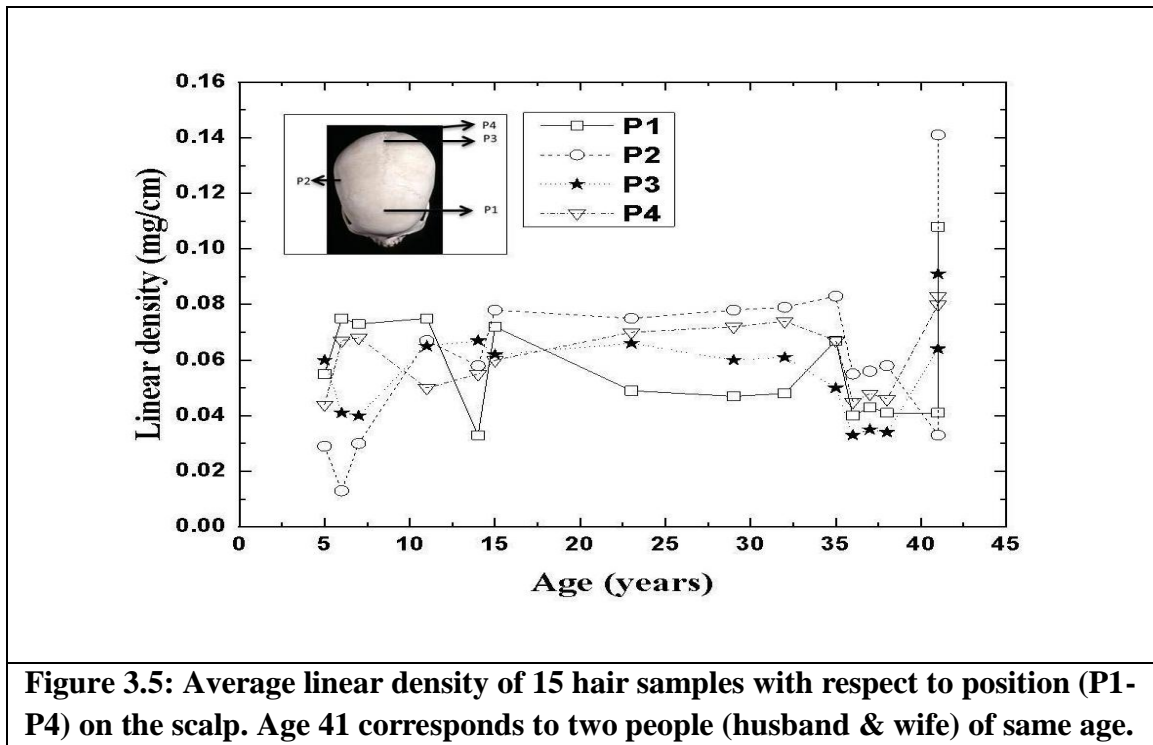 0.16
0.14
0.12
0.10
0.08
0.06
0.04
0.02
0.00
Linear density (mg/cm)
P4
P3
P2
P1
P1
P2
P3
P4
0 5 10 15 20 25 30 35 40 45
Age (years)
Figure 3.5: Average linear density of 15 hair samples with respect to position (P1-
P4) on the scalp. Age 41 corresponds to two people (husband & wife) of same age.